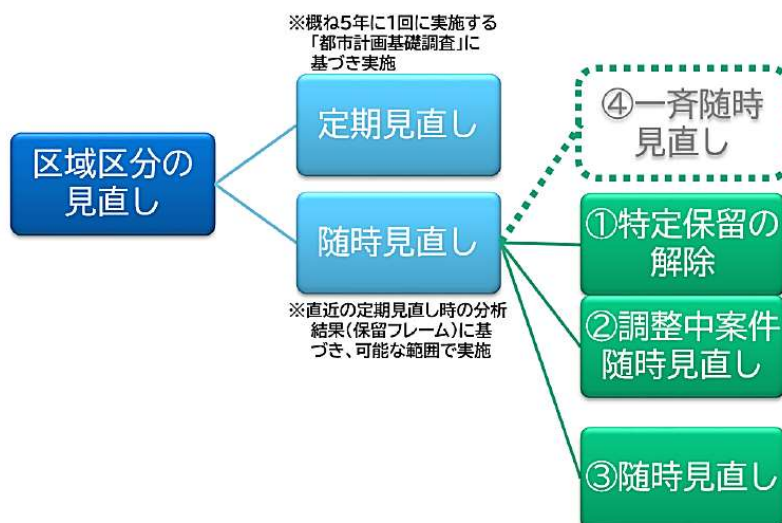 ※概ね5年に1回に実施する
「都市計画基礎調査」に
基づき実施
区域区分の
見直し
定期見直し
随時見直し
※直近の定期見直し時の分析
結果(保留フレーム)に基
づき、可能な範囲で実施
④一斉随時
見直し
①特定保留の
解除
②調整中案件
随時見直し
③随時見直し